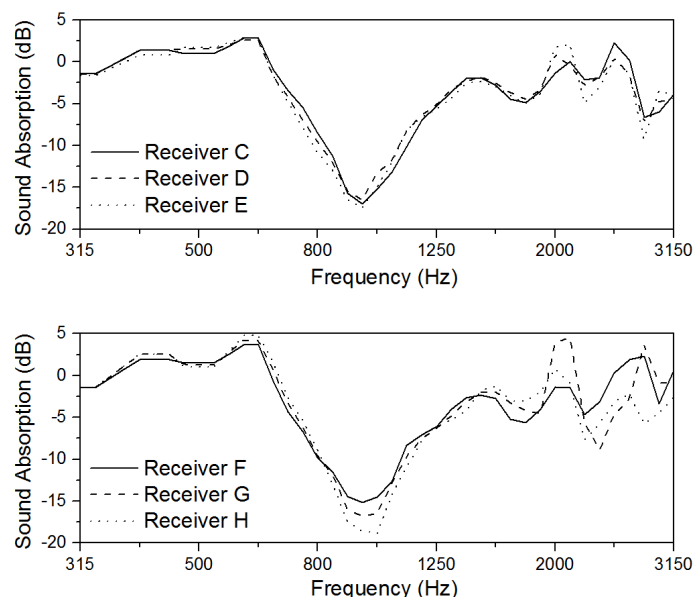 Sound Absorption (dB)
5
0
-5
-10
-15
-20
Receiver C
Receiver D
Receiver E
315 500 800 1250 2000 3150
Frequency (Hz)
Sound Absorption (dB)
5
0
-5
-10
-15
-20
Receiver F
Receiver G
Receiver H
315 500 800 1250 2000 3150
Frequency (Hz)